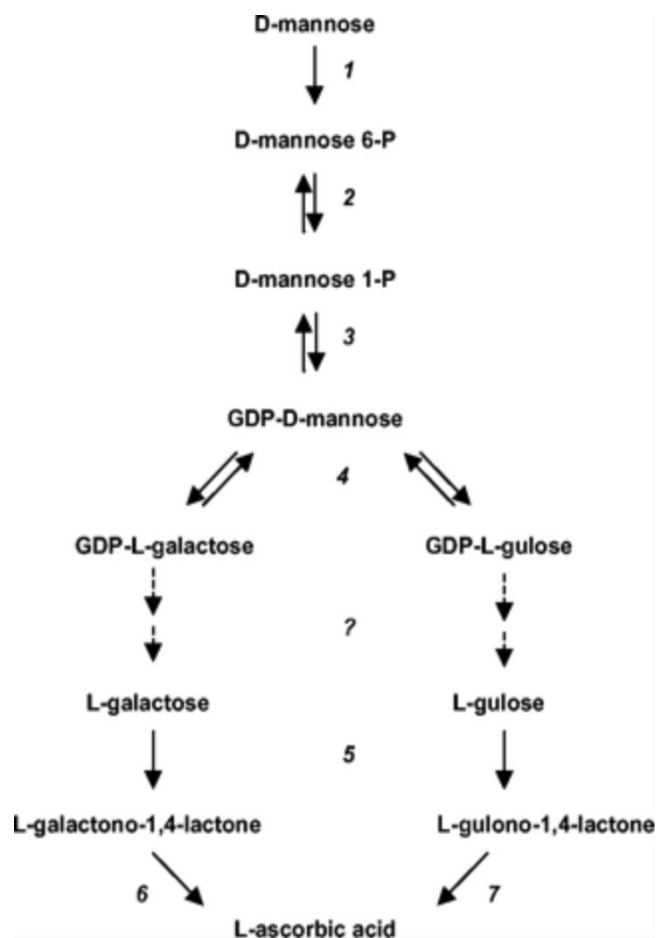 D-mannose
1
D-mannose 6-P
2
D-mannose 1-P
3
GDP-D-mannose
4
GDP-L-galactose GDP-L-gulose
?
L-galactose L-gulose
5
L-galactono-1,4-lactone L-gulono-1,4-lactone
6 7
L-ascorbic acid